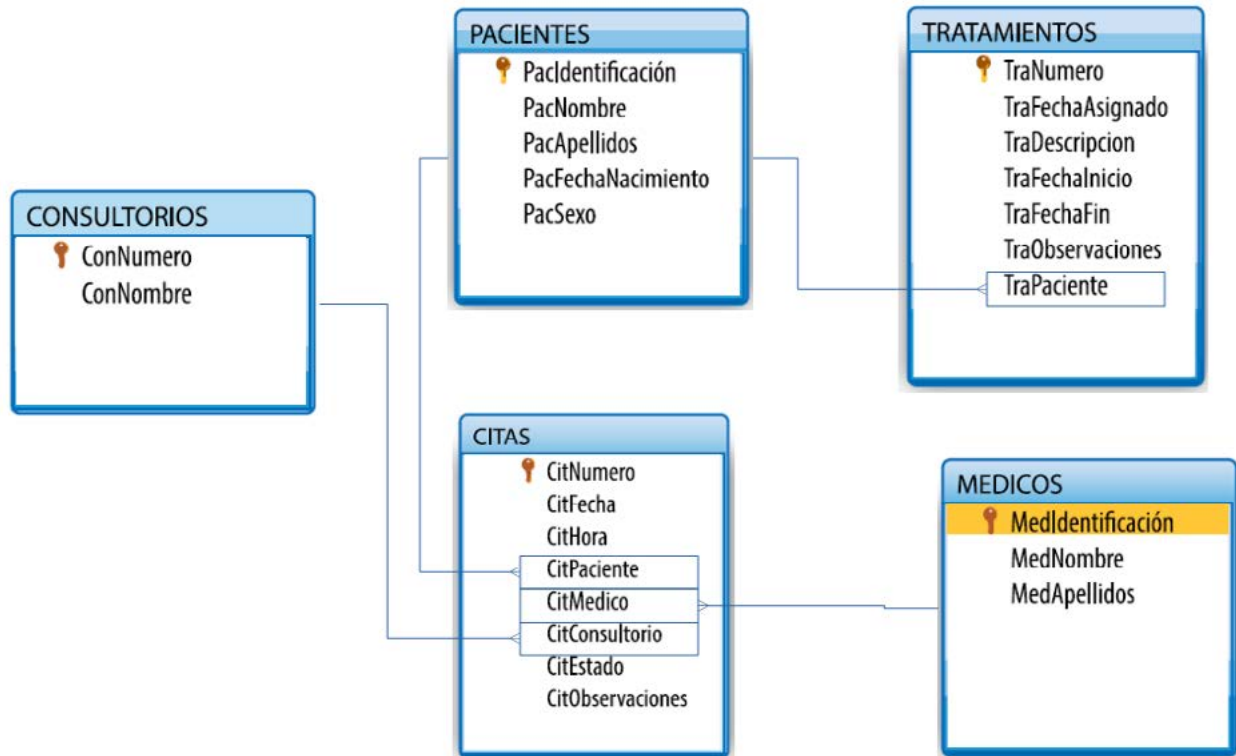 PACIENTES
PacIdentificación
PacNombre
PacApellidos
PacFechaNacimiento
PacSexo
TRATAMIENTOS
TraNumero
TraFechaAsignado
TraDescripcion
TraFechaInicio
TraFechaFin
TraObservaciones
TraPaciente
CONSULTORIOS
ConNumero
ConNombre
CITAS
CitNumero
CitFecha
CitHora
CitPaciente
CitMedico
CitConsultorio
CitEstado
CitObservaciones
MEDICOS
MedIdentificación
MedNombre
MedApellidos